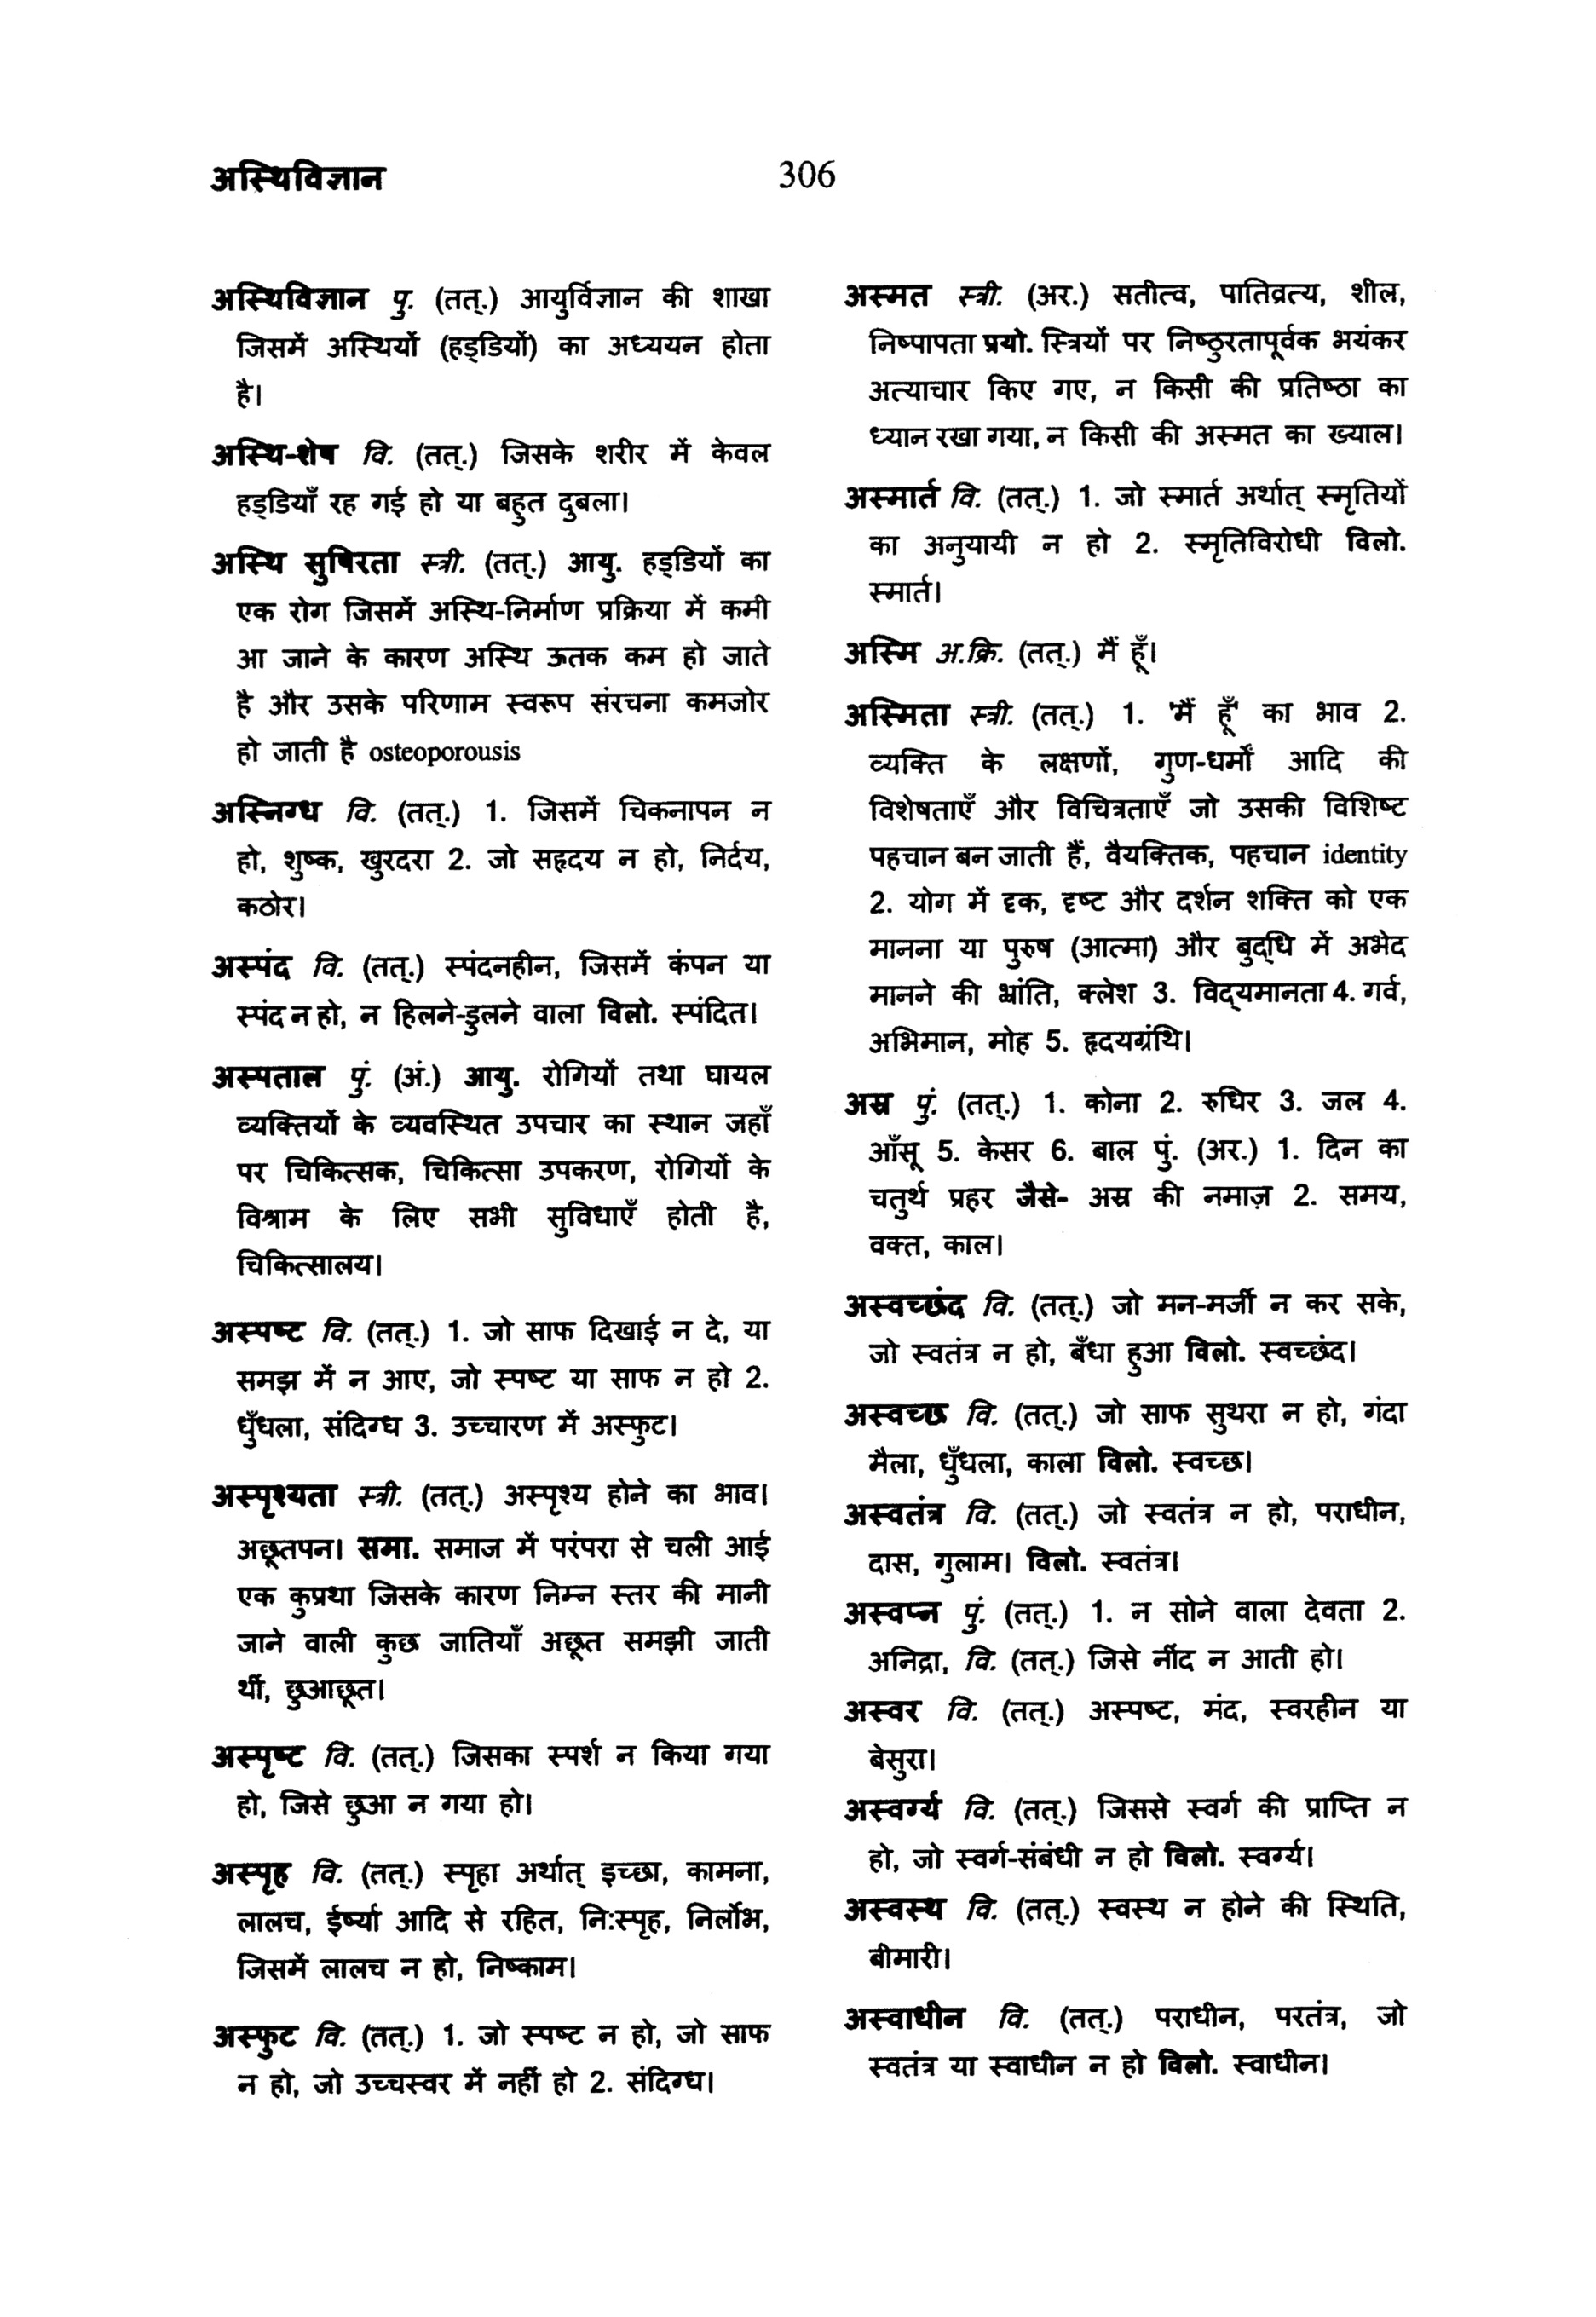 अस्थिविज्ञान
306
अस्थिविज्ञान पु. (तत्.) आयुर्विज्ञान की शाखा
जिसमें अस्थियों (हड्डियों) का अध्ययन होता
है।
अस्थि-शेष वि. (तत्.) जिसके शरीर में केवल
हड्डियाँ रह गई हो या बहुत दुबला।
अस्थि सुषिरता स्त्री. (तत्.) आयु. हड्डियों का
एक रोग जिसमें अस्थि-निर्माण प्रक्रिया में कमी
आ जाने के कारण अस्थि ऊतक कम हो जाते
है और उसके परिणाम स्वरूप संरचना कमजोर
हो जाती है osteoporousis
अस्निग्ध वि. (तत्.) 1. जिसमें चिकनापन न
हो, शुष्क, खुरदरा 2. जो सहृदय न हो, निर्दय,
कठोर।
अस्पंद वि. (तत्.) स्पंदनहीन, जिसमें कंपन या
स्पंद न हो, न हिलने-डुलने वाला विलो. स्पंदित।
अस्पताल पुं. (अं.) आयु. रोगियों तथा घायल
व्यक्तियों के व्यवस्थित उपचार का स्थान जहाँ
पर चिकित्सक, चिकित्सा उपकरण, रोगियों के
विश्राम के लिए सभी सुविधाएँ होती है,
चिकित्सालय।
अस्पष्ट वि. (तत्.) 1. जो साफ दिखाई न दे, या
समझ में न आए, जो स्पष्ट या साफ न हो 2.
धुँधला, संदिग्ध 3. उच्चारण में अस्फुट।
अस्पृश्यता स्त्री. (तत्.) अस्पृश्य होने का भाव।
अछूतपन। समा. समाज में परंपरा से चली आई
एक कुप्रथा जिसके कारण निम्न स्तर की मानी
जाने वाली कुछ जातियाँ अछूत समझी जाती
थीं, छुआछूत।
अस्पृष्ट वि. (तत्.) जिसका स्पर्श न किया गया
हो, जिसे छुआ न गया हो।
अस्पृह वि. (तत्.) स्पृहा अर्थात् इच्छा, कामना,
लालच, ईर्ष्या आदि से रहित, नि:स्पृह, निर्लोभ,
जिसमें लालच न हो, निष्काम।
अस्फुट वि. (तत्.) 1. जो स्पष्ट न हो, जो साफ
न हो, जो उच्चस्वर में नहीं हो 2. संदिग्ध।
अस्मत स्त्री. (अर.) सतीत्व, पातिव्रत्य, शील,
निष्पापता प्रयो. स्त्रियों पर निष्ठुरतापूर्वक भयंकर
अत्याचार किए गए, न किसी की प्रतिष्ठा का
ध्यान रखा गया, न किसी की अस्मत का ख्याल।
अस्मार्त वि. (तत्.) 1. जो स्मार्त अर्थात् स्मृतियों
का अनुयायी न हो 2. स्मृतिविरोधी विलो.
स्मार्त।
अस्मि अ.क्रि. (तत्.) मैं हूँ।
अस्मिता स्त्री. (तत्.) 1. 'मैं हूँ' का भाव 2.
व्यक्ति के लक्षणों, गुण-धर्मों आदि की
विशेषताएँ और विचित्रताएँ जो उसकी विशिष्ट
पहचान बन जाती हैं, वैयक्तिक, पहचान identity
2. योग में दृक, दृष्ट और दर्शन शक्ति को एक
मानना या पुरुष (आत्मा) और बुद्धि में अभेद
मानने की भ्रांति, क्लेश 3. विद्यमानता 4. गर्व,
अभिमान, मोह 5. हृदयग्रंथि।
अस्र पुं. (तत्.) 1. कोना 2. रुधिर 3. जल 4.
आँसू 5. केसर 6. बाल पुं. (अर.) 1. दिन का
चतुर्थ प्रहर जैसे- अस्र की नमाज़ 2. समय,
वक्त, काल।
अस्वच्छंद वि. (तत्.) जो मन-मर्जी न कर सके,
जो स्वतंत्र न हो, बँधा हुआ विलो. स्वच्छंद।
अस्वच्छ वि. (तत्.) जो साफ सुथरा न हो, गंदा
मैला, धुँधला, काला विलो. स्वच्छ।
अस्वतंत्र वि. (तत्.) जो स्वतंत्र न हो, पराधीन,
दास, गुलाम। विलो. स्वतंत्र।
अस्वप्न पुं. (तत्.) 1. न सोने वाला देवता 2.
अनिद्रा, वि. (तत्.) जिसे नींद न आती हो।
अस्वर वि. (तत्.) अस्पष्ट, मंद, स्वरहीन या
बेसुरा।
अस्वर्ग्य वि. (तत्.) जिससे स्वर्ग की प्राप्ति न
हो, जो स्वर्ग-संबंधी न हो विलो. स्वर्ग्य।
अस्वस्थ वि. (तत्.) स्वस्थ न होने की स्थिति,
बीमारी।
अस्वाधीन वि. (तत्.) पराधीन, परतंत्र, जो
स्वतंत्र या स्वाधीन न हो विलो. स्वाधीन।